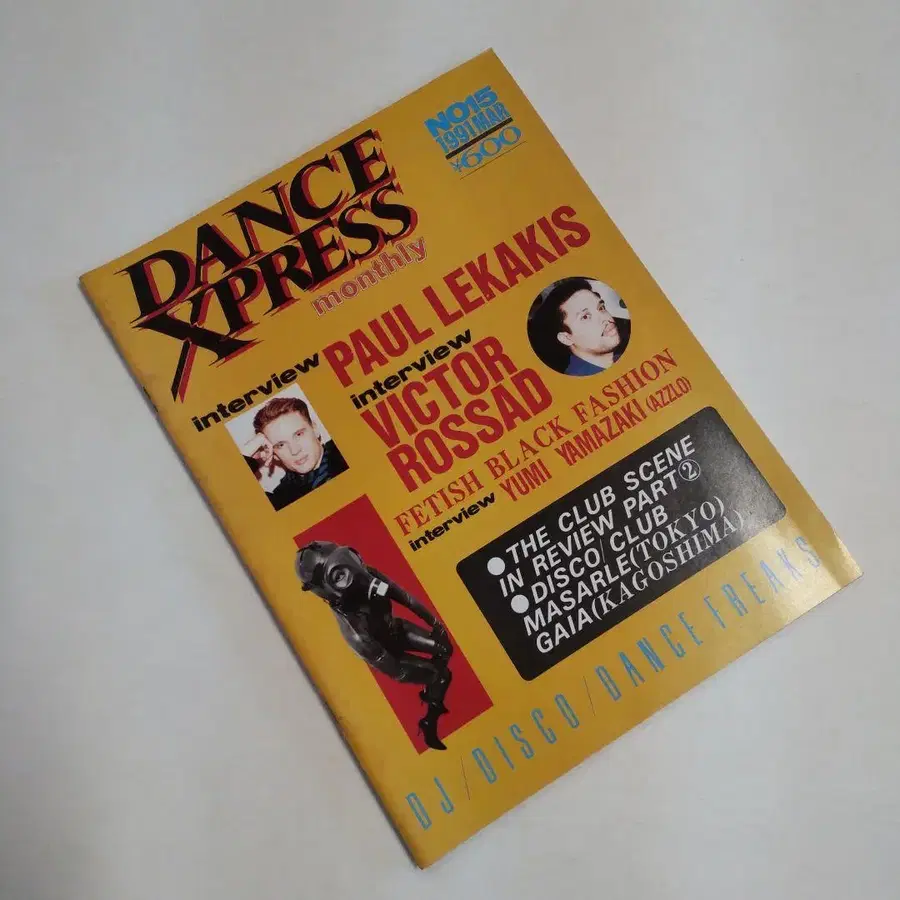 DANCE
XPRESS
monthly
NO15
1991 MAR
¥600
interview
PAUL LEKAKIS
interview
VICTOR
ROSSAD
FETISH BLACK FASHION
interview YUMI YAMAZAKI (AZZLO)
●THE CLUB SCENE
IN REVIEW PART②
●DISCO/CLUB
MASARLE(TOKYO)
GAIA(KAGOSHIMA)
DJ/DISCO/DANCE FREAKS